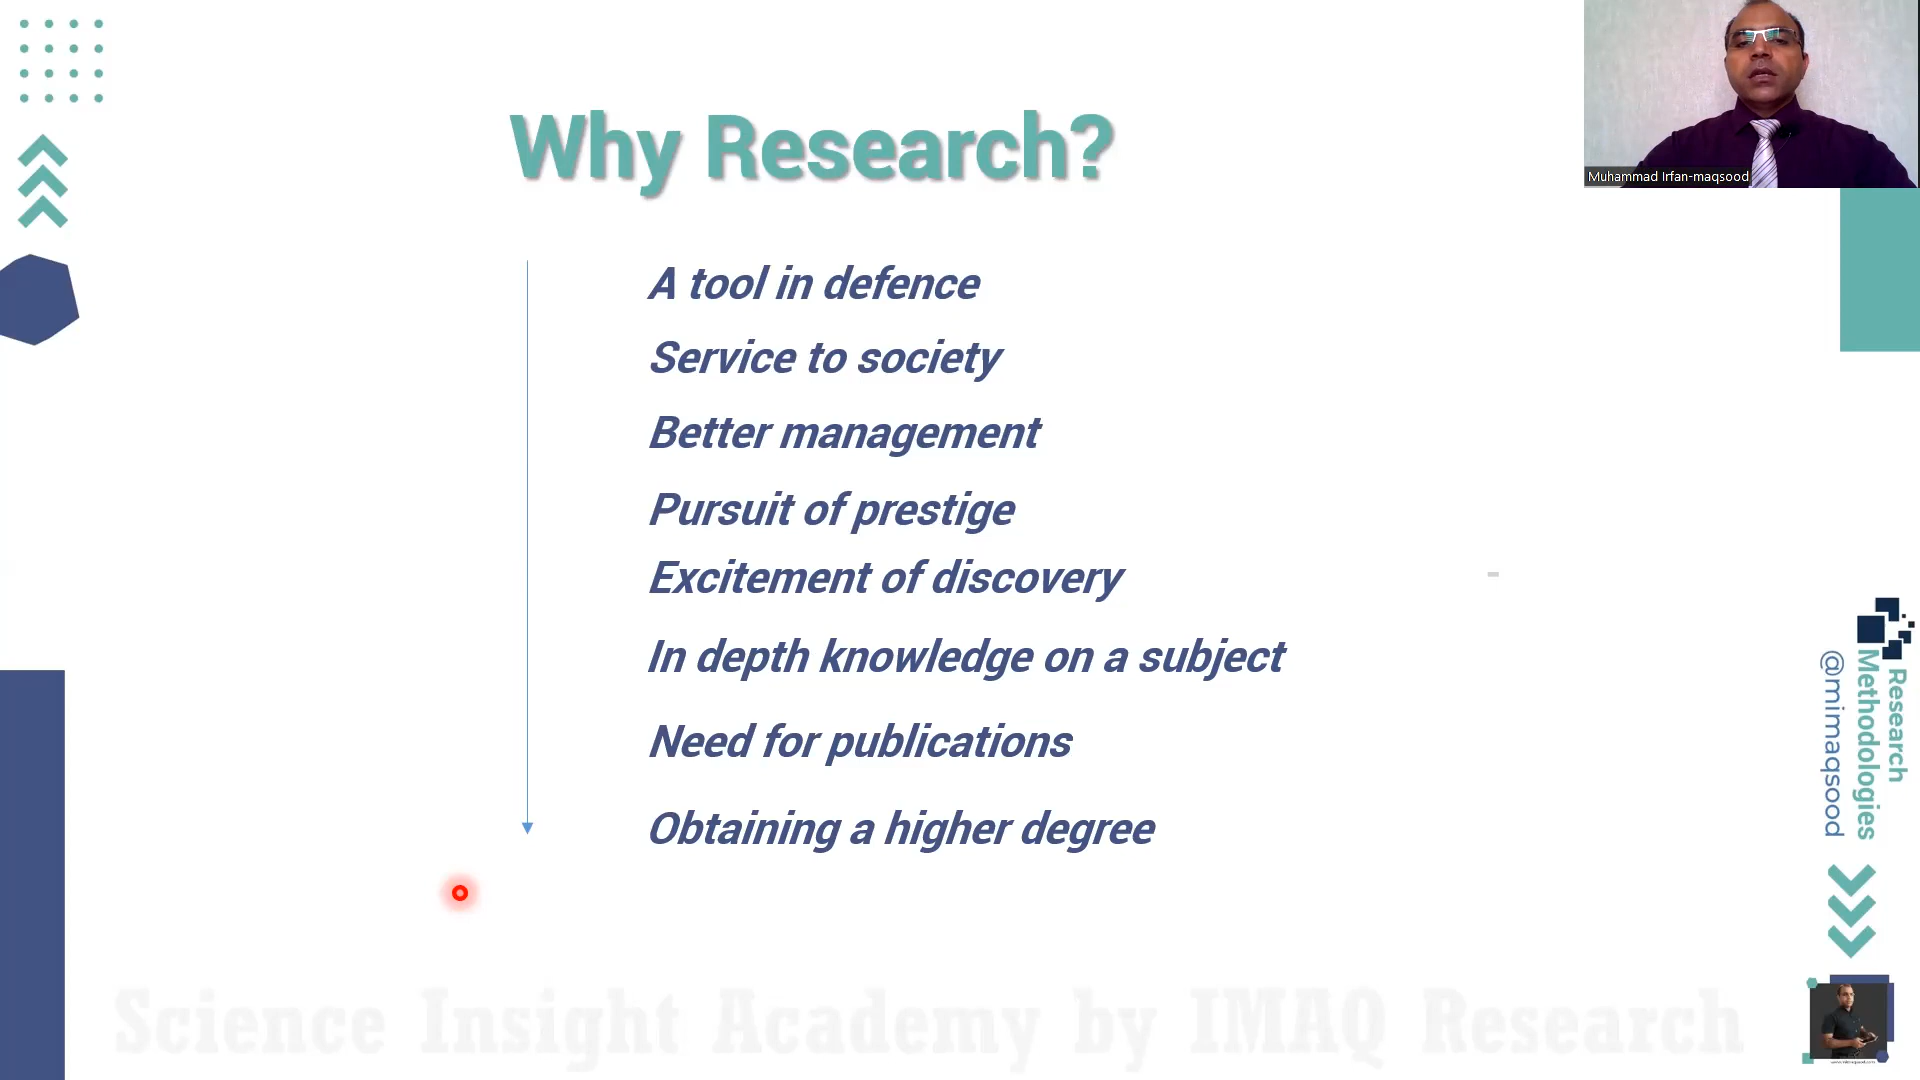 Why Research?
Muhammad Irfan-maqsood
A tool in defence
Service to society
Better management
Pursuit of prestige
Excitement of discovery
In depth knowledge on a subject
Need for publications
Obtaining a higher degree
Research
Methodologies
@mimaqsood
Science Insight Academy by IMAQ Research